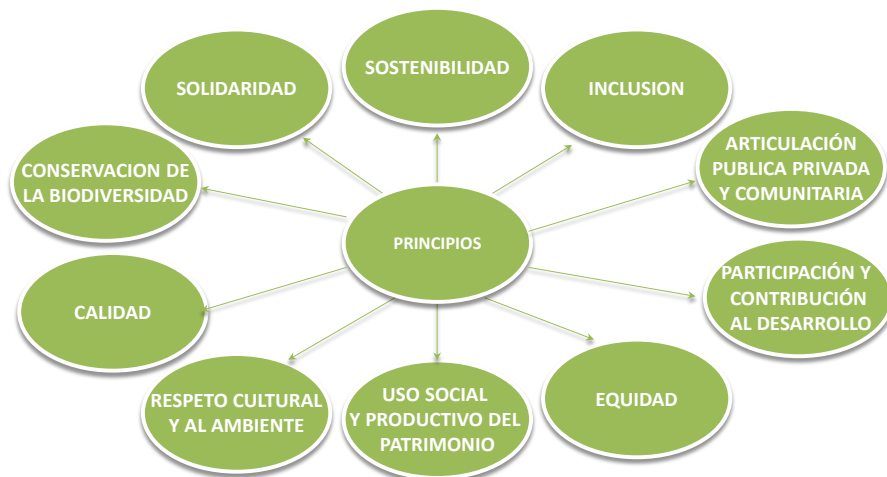 SOSTENIBILIDAD
SOLIDARIDAD
INCLUSION
ARTICULACIÓN
PUBLICA PRIVADA
Y COMUNITARIA
CONSERVACION DE
LA BIODIVERSIDAD
PRINCIPIOS
PARTICIPACIÓN Y
CONTRIBUCIÓN
AL DESARROLLO
CALIDAD
RESPETO CULTURAL
Y AL AMBIENTE
USO SOCIAL
Y PRODUCTIVO DEL
PATRIMONIO
EQUIDAD